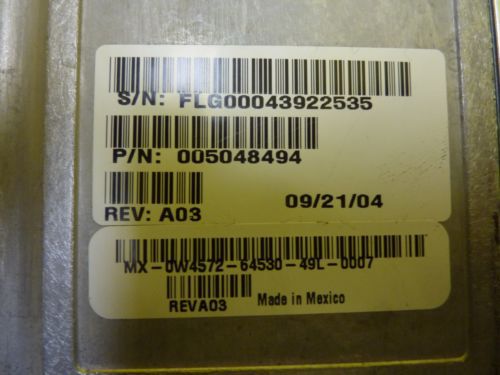 S/N: FLG00043922535
P/N: 005048494
REV: A03 09/21/04
MX-0W4572-64530-49L-0007
REVA03 Made in Mexico